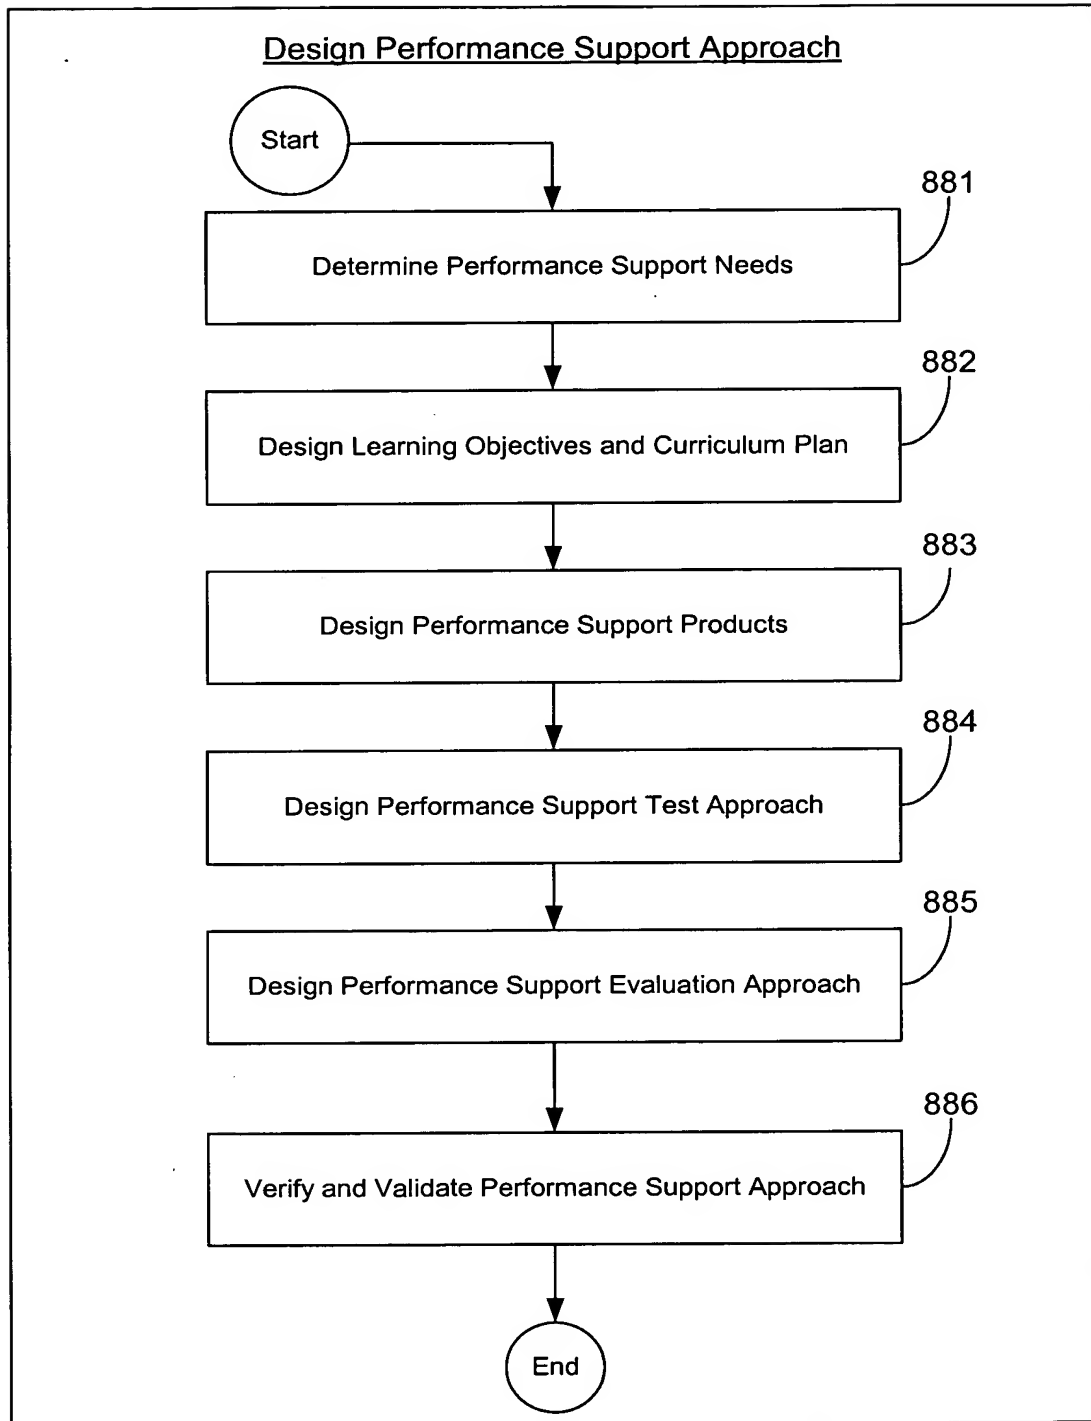 Design Performance Support Approach
Start
881
Determine Performance Support Needs
882
Design Learning Objectives and Curriculum Plan
883
Design Performance Support Products
884
Design Performance Support Test Approach
885
Design Performance Support Evaluation Approach
886
Verify and Validate Performance Support Approach
End